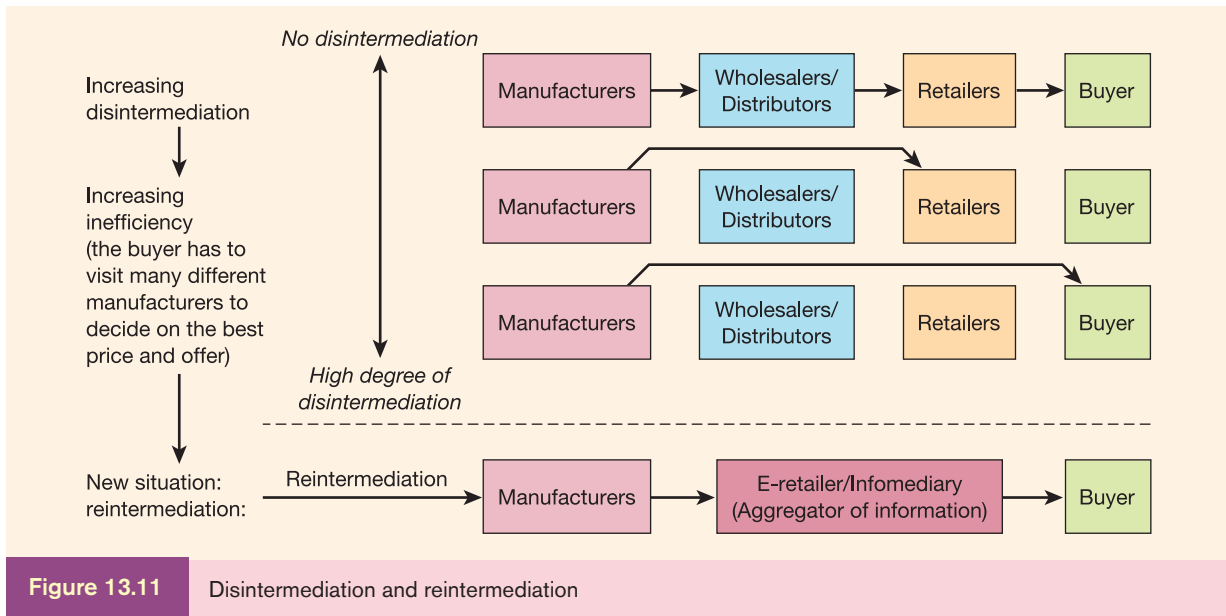 No disintermediation
Increasing
disintermediation
Increasing
inefficiency
(the buyer has to
visit many different
manufacturers to
decide on the best
price and offer)
High degree of
disintermediation
Manufacturers
Wholesalers/
Distributors
Retailers
Buyer
Manufacturers
Wholesalers/
Distributors
Retailers
Buyer
Manufacturers
Wholesalers/
Distributors
Retailers
Buyer
New situation:
reintermediation:
Reintermediation
Manufacturers
E-retailer/Infomediary
(Aggregator of information)
Buyer
Figure 13.11
Disintermediation and reintermediation